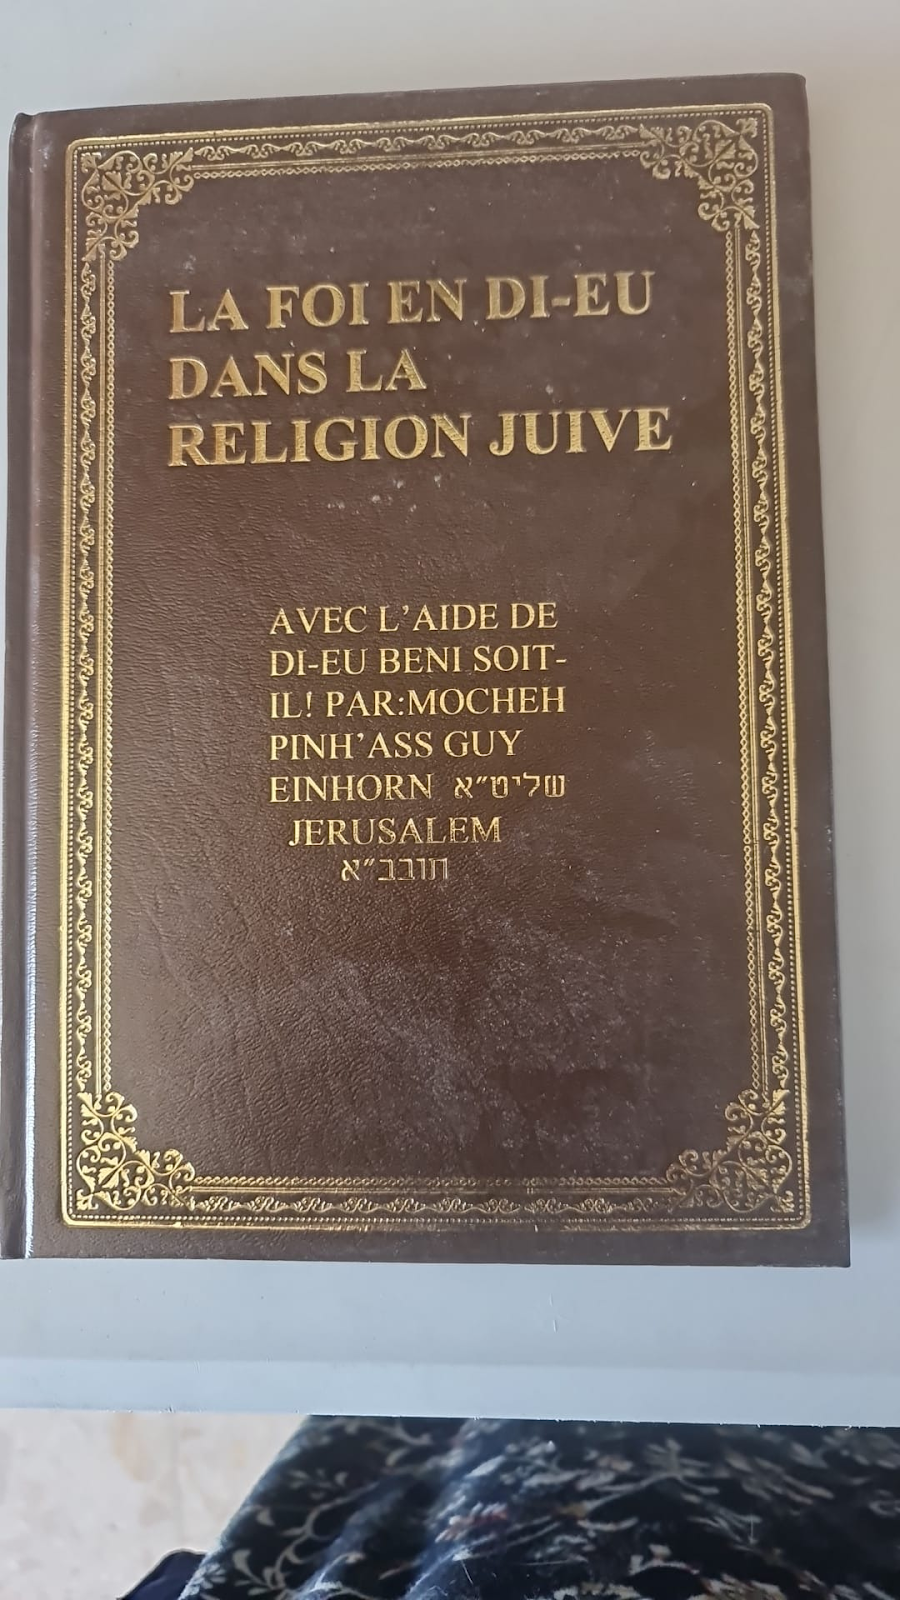 LA FOI EN DI-EU
DANS LA
RELIGION JUIVE
AVEC L'AIDE DE
DI-EU BENI SOIT-
IL! PAR:MOCHEH
PINH'ASS GUY
EINHORN שליט״א
JERUSALEM
תובב״א